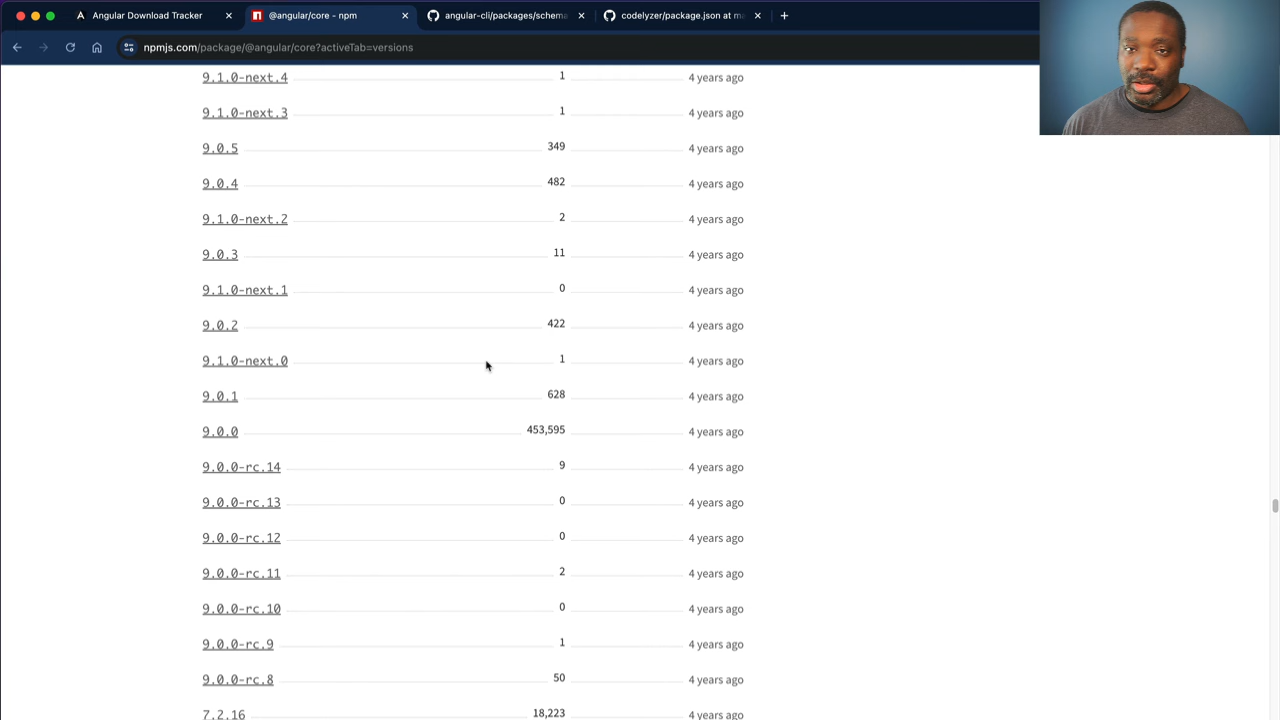 Angular Download Tracker
@angular/core - npm
angular-cli/packages/schema
codelyzer/package.json at ma
npmjs.com/package/@angular/core?activeTab=versions
9.1.0-next.4 1 4 years ago
9.1.0-next.3 1 4 years ago
9.0.5 349 4 years ago
9.0.4 482 4 years ago
9.1.0-next.2 2 4 years ago
9.0.3 11 4 years ago
9.1.0-next.1 0 4 years ago
9.0.2 422 4 years ago
9.1.0-next.0 1 4 years ago
9.0.1 628 4 years ago
9.0.0 453,595 4 years ago
9.0.0-rc.14 9 4 years ago
9.0.0-rc.13 0 4 years ago
9.0.0-rc.12 0 4 years ago
9.0.0-rc.11 2 4 years ago
9.0.0-rc.10 0 4 years ago
9.0.0-rc.9 1 4 years ago
9.0.0-rc.8 50 4 years ago
7.2.16 18,223 4 years ago